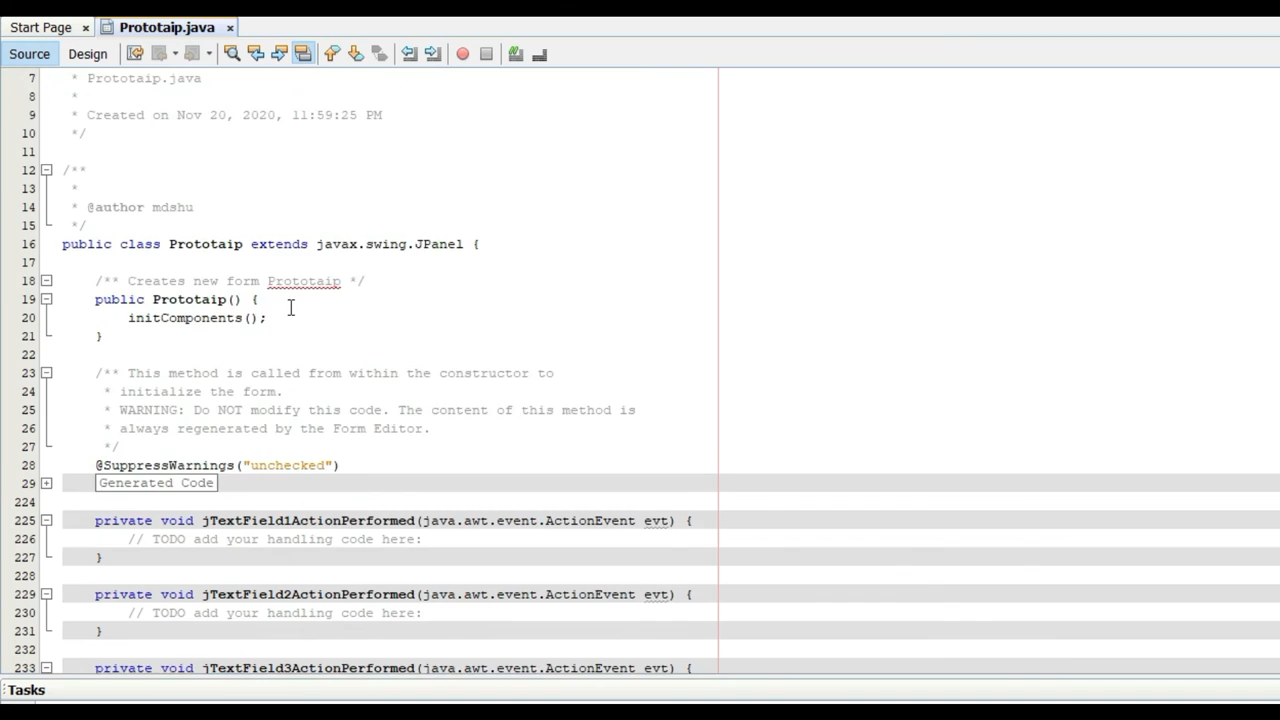 Start Page x Prototaip.java x
Source Design
7 * Prototaip.java
8 *
9 * Created on Nov 20, 2020, 11:59:25 PM
10 */
11
12 /**
13 *
14 * @author mdshu
15 */
16 public class Prototaip extends javax.swing.JPanel {
17
18 /** Creates new form Prototaip */
19 public Prototaip() {
20 initComponents();
21 }
22
23 /** This method is called from within the constructor to
24 * initialize the form.
25 * WARNING: Do NOT modify this code. The content of this method is
26 * always regenerated by the Form Editor.
27 */
28 @SuppressWarnings("unchecked")
29 Generated Code
224
225 private void jTextField1ActionPerformed(java.awt.event.ActionEvent evt) {
226 // TODO add your handling code here:
227 }
228
229 private void jTextField2ActionPerformed(java.awt.event.ActionEvent evt) {
230 // TODO add your handling code here:
231 }
232
233 private void jTextField3ActionPerformed(java.awt.event.ActionEvent evt) {
Tasks